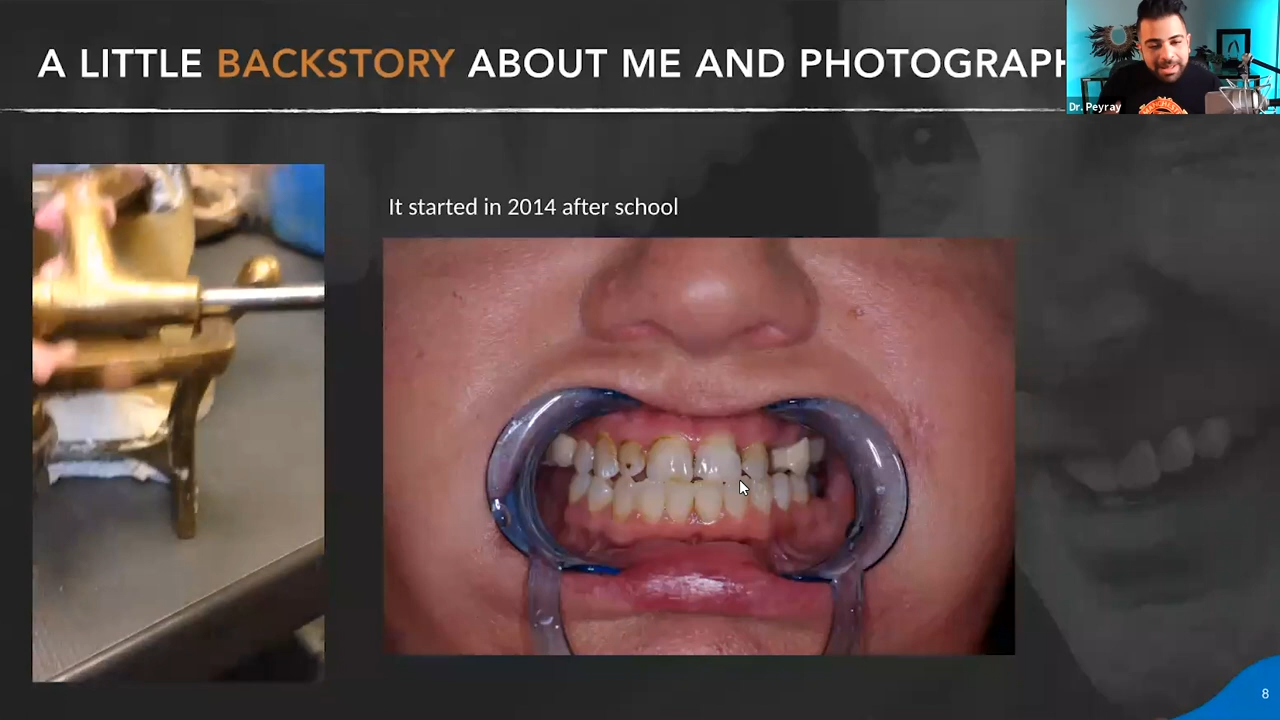 A LITTLE BACKSTORY ABOUT ME AND PHOTOGRAPH
Dr. Peyray
It started in 2014 after school
8